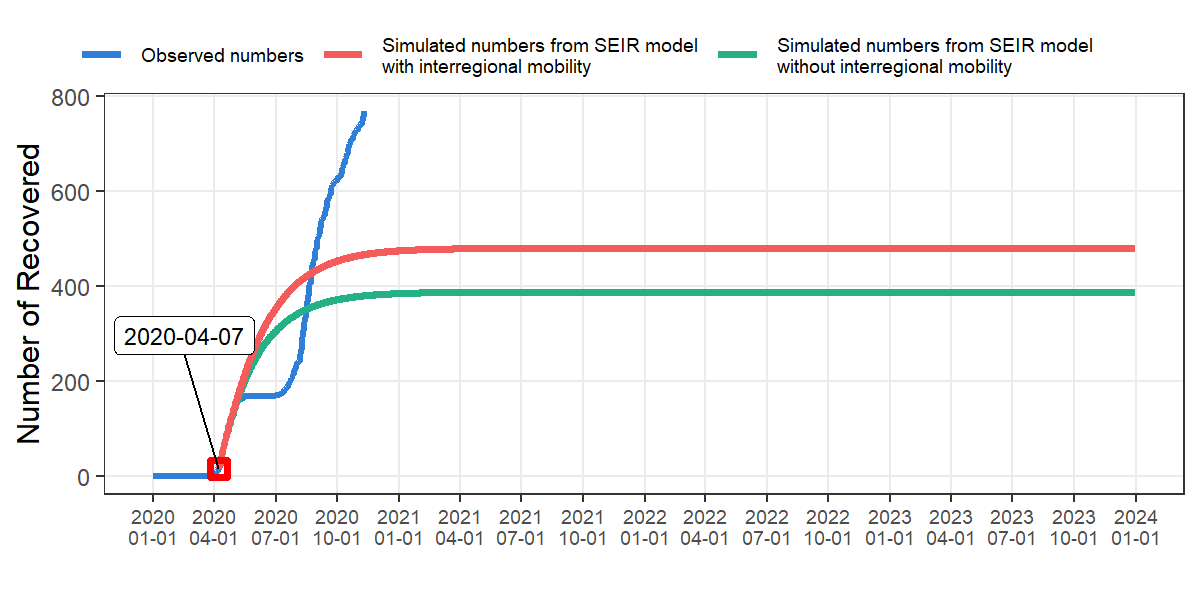 Observed numbers
Simulated numbers from SEIR model
with interregional mobility
Simulated numbers from SEIR model
without interregional mobility
Number of Recovered
800
600
400
200
0
2020-04-07
2020 2020 2020 2020 2021 2021 2021 2021 2022 2022 2022 2022 2023 2023 2023 2023 2024
01-01 04-01 07-01 10-01 01-01 04-01 07-01 10-01 01-01 04-01 07-01 10-01 01-01 04-01 07-01 10-01 01-01